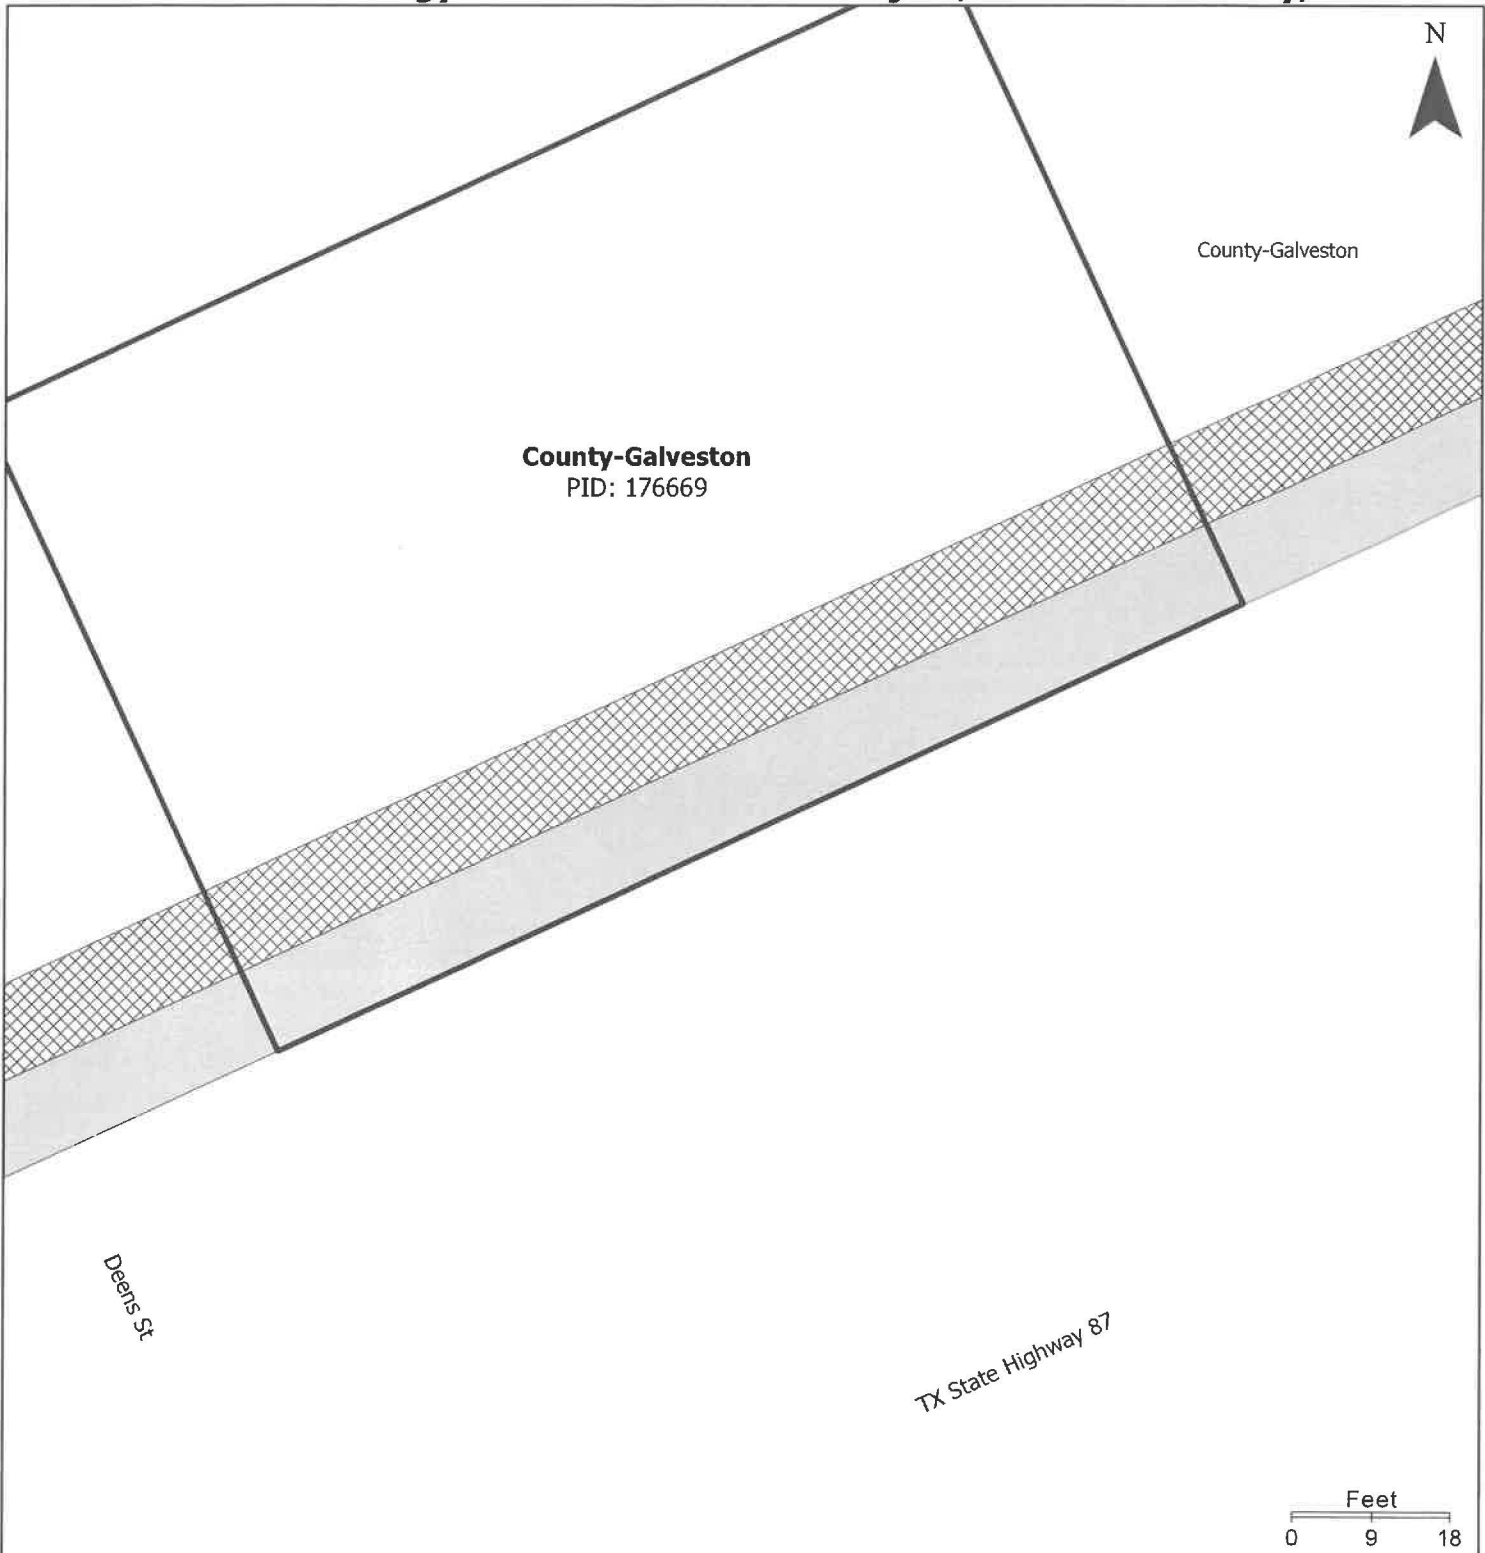 N
County-Galveston
County-Galveston
PID: 176669
Deens St
TX State Highway 87
Feet
0 9 18